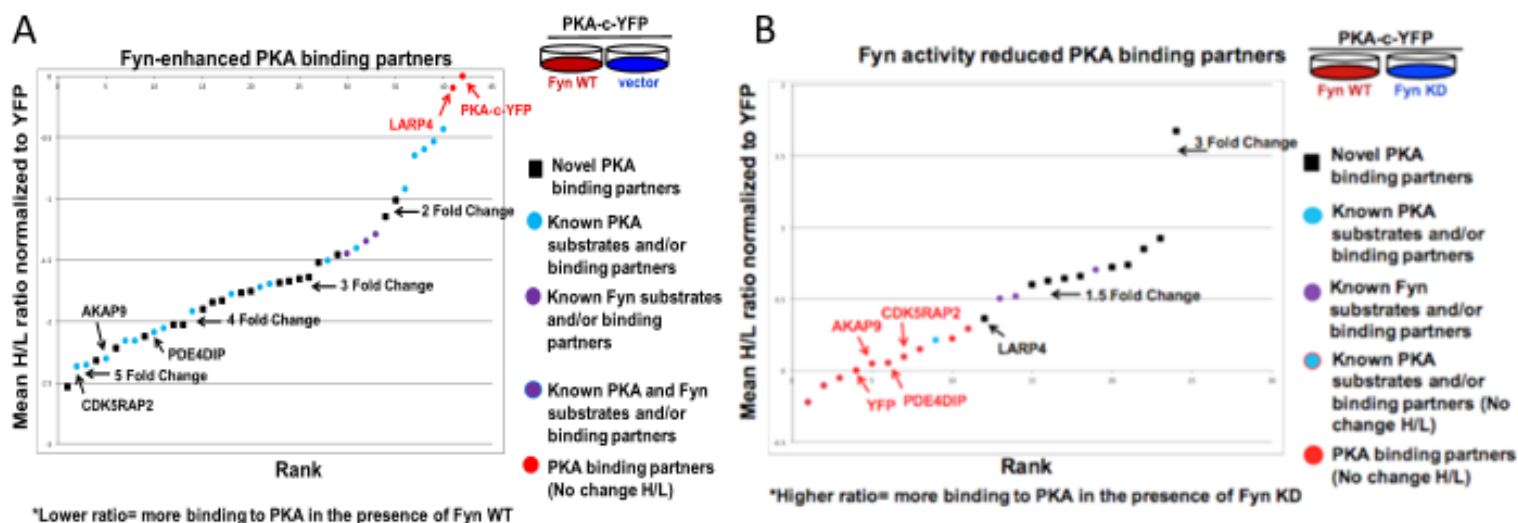 A
Fyn-enhanced PKA binding partners
PKA-c-YFP
Fyn WT
vector
Mean H/L ratio normalized to YFP
LARP4
PKA-c-YFP
2 Fold Change
3 Fold Change
4 Fold Change
AKAP9
PDE4DIP
5 Fold Change
CDK5RAP2
Rank
Novel PKA
binding partners
Known PKA
substrates and/or
binding partners
Known Fyn substrates
and/or binding
partners
Known PKA and Fyn
substrates and/or
binding partners
PKA binding partners
(No change H/L)
*Lower ratio= more binding to PKA in the presence of Fyn WT
B
Fyn activity reduced PKA binding partners
PKA-c-YFP
Fyn WT
Fyn KD
Mean H/L ratio normalized to YFP
3 Fold Change
1.5 Fold Change
CDK5RAP2
AKAP9
LARP4
YFP
PDE4DIP
Rank
Novel PKA
binding partners
Known PKA
substrates and/or
binding partners
Known Fyn
substrates and/or
binding partners
Known PKA
substrates and/or
binding partners (No
change H/L)
PKA binding partners
(No change H/L)
*Higher ratio= more binding to PKA in the presence of Fyn KD